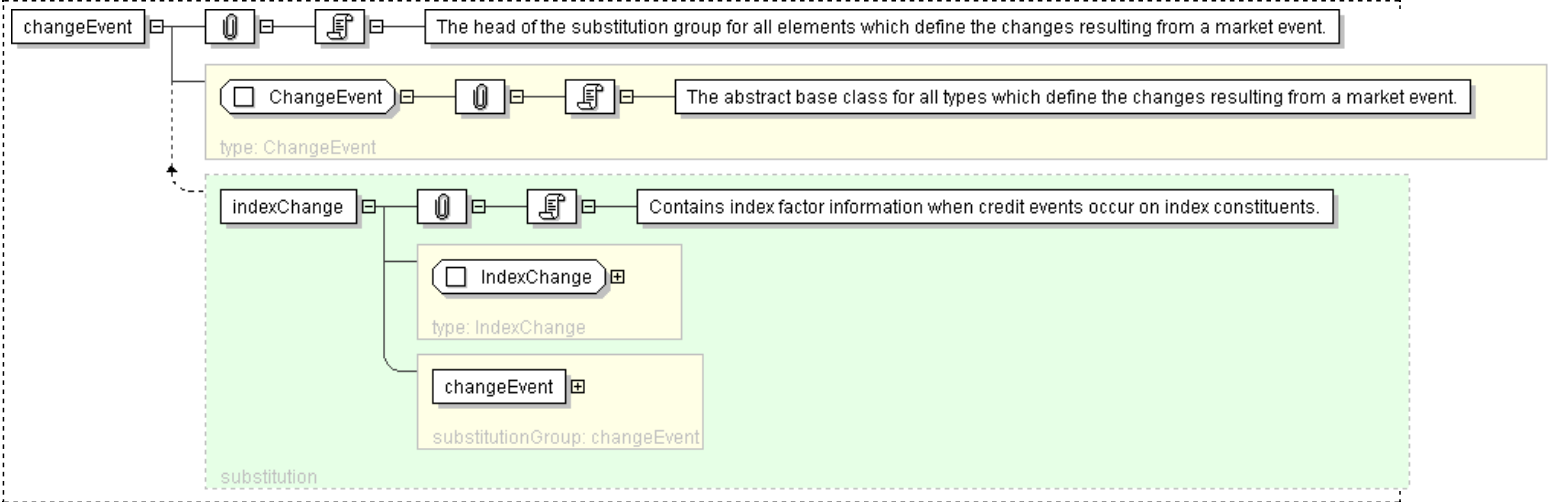 changeEvent The head of the substitution group for all elements which define the changes resulting from a market event.
ChangeEvent The abstract base class for all types which define the changes resulting from a market event.
type: ChangeEvent
indexChange Contains index factor information when credit events occur on index constituents.
IndexChange
type: IndexChange
changeEvent
substitutionGroup: changeEvent
substitution